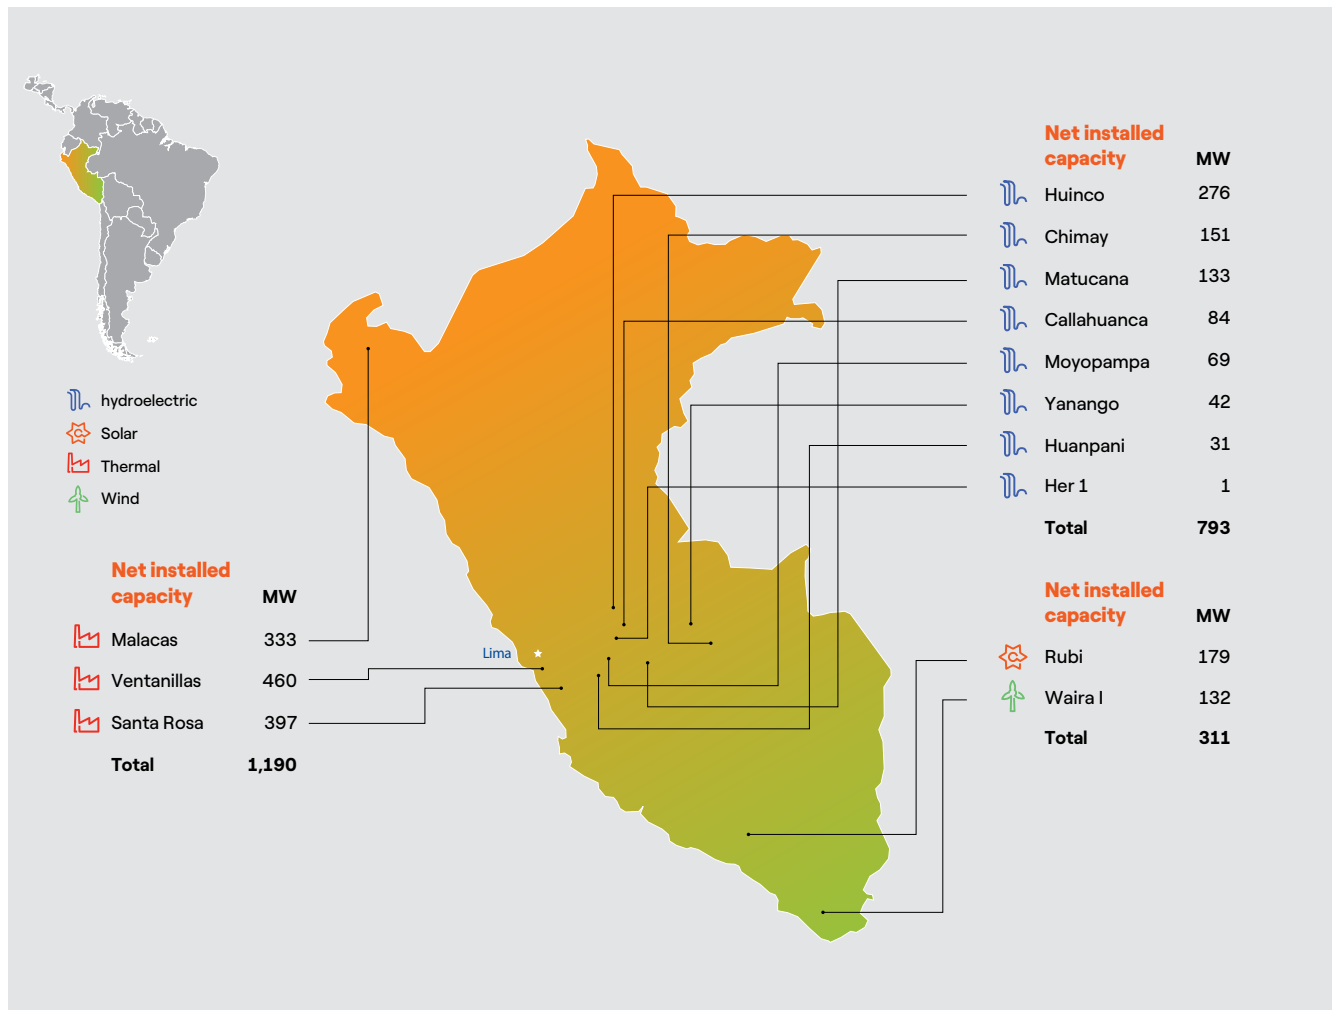 hydroelectric
Solar
Thermal
Wind
Net installed
capacity MW
Malacas 333
Ventanillas 460
Santa Rosa 397
Total 1,190
Lima
Net installed
capacity MW
Huinco 276
Chimay 151
Matucana 133
Callahuanca 84
Moyopampa 69
Yanango 42
Huanpani 31
Her 1 1
Total 793
Net installed
capacity MW
Rubi 179
Waira I 132
Total 311